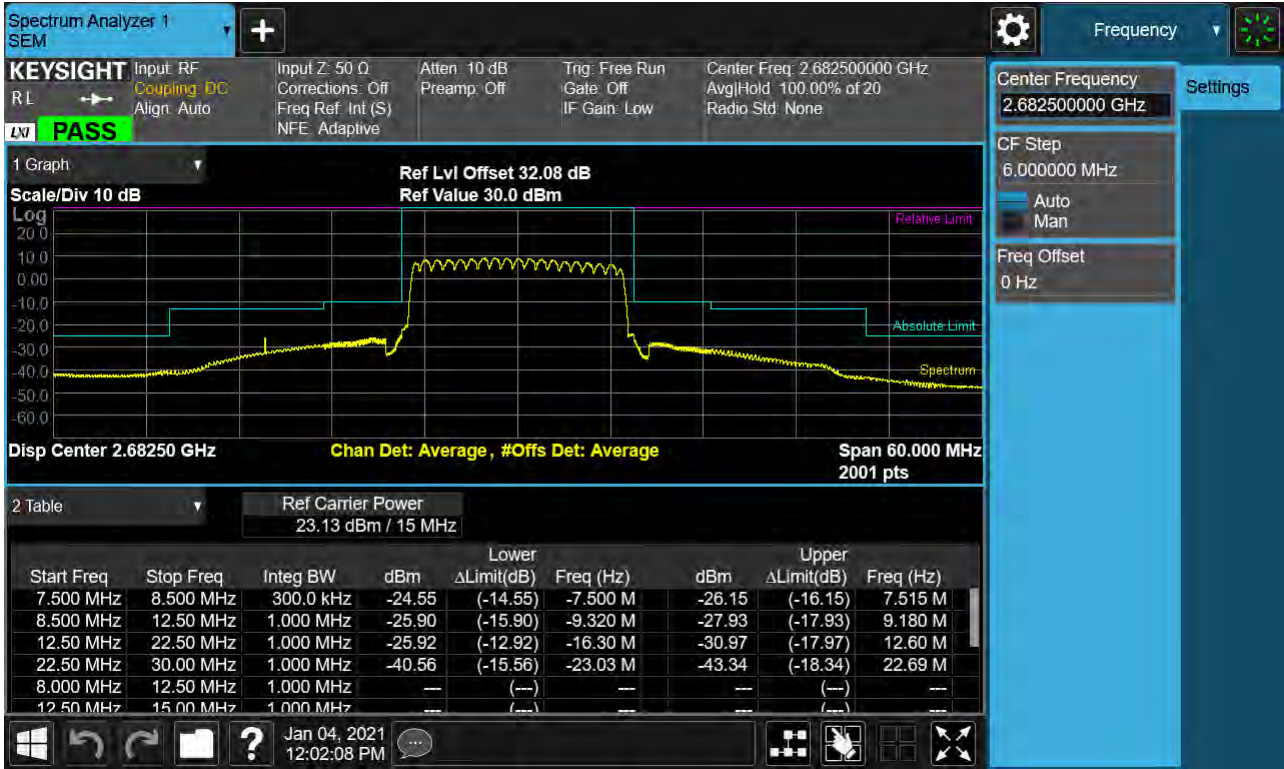 Spectrum Analyzer 1
SEM
Frequency
KEYSIGHT
R L
LXI
PASS
Input: RF
Coupling: DC
Align: Auto
Input Z: 50 Ω
Corrections: Off
Freq Ref: Int (S)
NFE: Adaptive
Atten: 10 dB
Preamp: Off
Trig: Free Run
Gate: Off
IF Gain: Low
Center Freq: 2.682500000 GHz
Avg|Hold: 100.00% of 20
Radio Std: None
Center Frequency
2.682500000 GHz
Settings
CF Step
6.000000 MHz
Auto
Man
Freq Offset
0 Hz
1 Graph
Scale/Div 10 dB
Ref Lvl Offset 32.08 dB
Ref Value 30.0 dBm
Log
20.0
10.0
0.00
-10.0
-20.0
-30.0
-40.0
-50.0
-60.0
Relative Limit
Absolute Limit
Spectrum
Disp Center 2.68250 GHz
Chan Det: Average, #Offs Det: Average
Span 60.000 MHz
2001 pts
2 Table
Ref Carrier Power
23.13 dBm / 15 MHz
Lower Upper
Start Freq Stop Freq Integ BW dBm ΔLimit(dB) Freq (Hz) dBm ΔLimit(dB) Freq (Hz)
7.500 MHz 8.500 MHz 300.0 kHz -24.55 (-14.55) -7.500 M -26.15 (-16.15) 7.515 M
8.500 MHz 12.50 MHz 1.000 MHz -25.90 (-15.90) -9.320 M -27.93 (-17.93) 9.180 M
12.50 MHz 22.50 MHz 1.000 MHz -25.92 (-12.92) -16.30 M -30.97 (-17.97) 12.60 M
22.50 MHz 30.00 MHz 1.000 MHz -40.56 (-15.56) -23.03 M -43.34 (-18.34) 22.69 M
8.000 MHz 12.50 MHz 1.000 MHz --- (---) --- --- (---) ---
12.50 MHz 15.00 MHz 1.000 MHz --- (---) --- --- (---) ---
?
Jan 04, 2021
12:02:08 PM